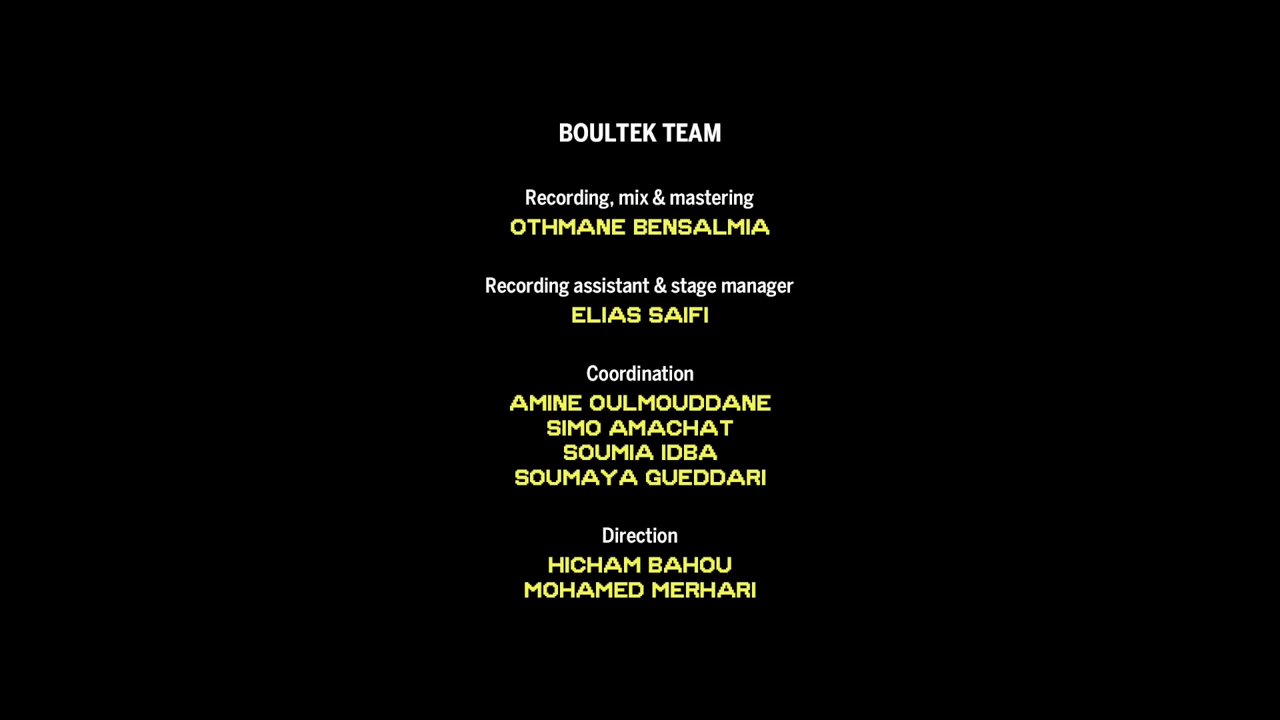 BOULTEK TEAM
Recording, mix & mastering
OTHMANE BENSALMIA
Recording assistant & stage manager
ELIAS SAIFI
Coordination
AMINE OULMOUDDANE
SIMO AMACHAT
SOUMIA IDBA
SOUMAYA GUEDDARI
Direction
HICHAM BAHOU
MOHAMED MERHARI